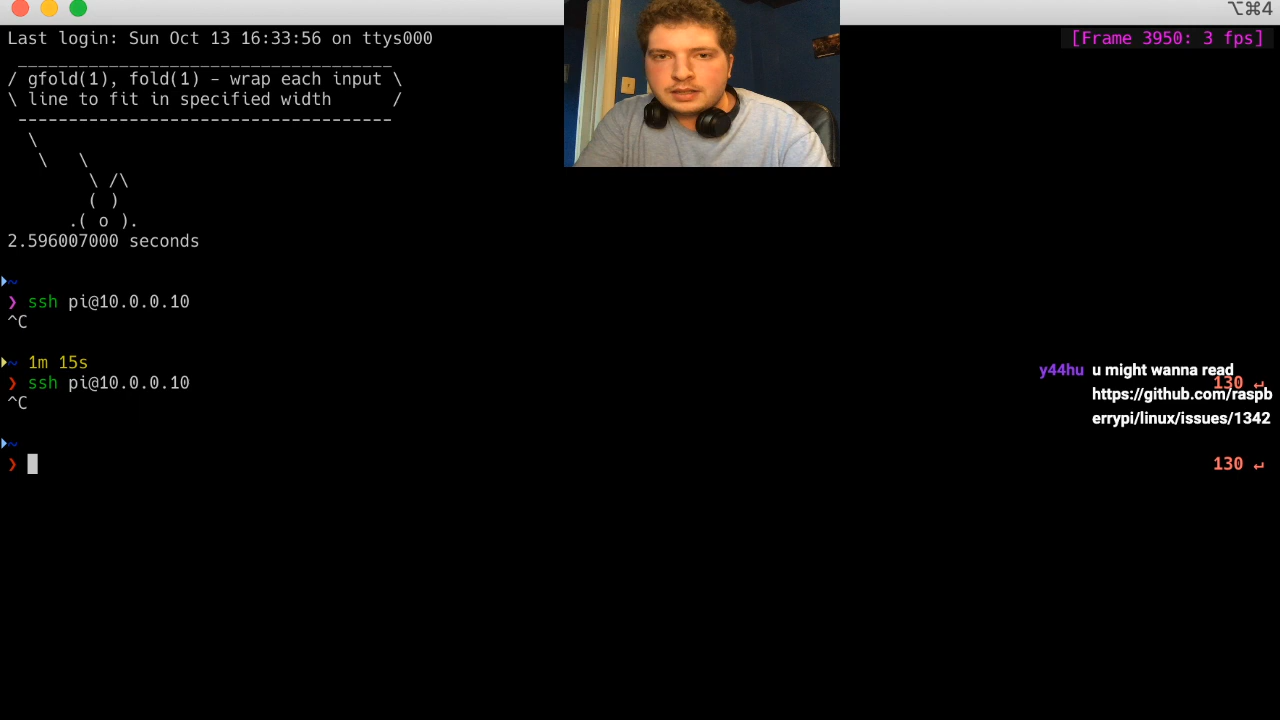 ⌥⌘4
Last login: Sun Oct 13 16:33:56 on ttys000
[Frame 3950: 3 fps]
 _____________________________________
/ gfold(1), fold(1) - wrap each input \
\ line to fit in specified width      /
 -------------------------------------
  \
   \   \
        \ /\
        ( )
      .( o ).
2.596007000 seconds
~
❯ ssh pi@10.0.0.10
^C
~ 1m 15s
❯ ssh pi@10.0.0.10
130 ↵
^C
~
❯
130 ↵
y44hu u might wanna read
https://github.com/raspb
errypi/linux/issues/1342